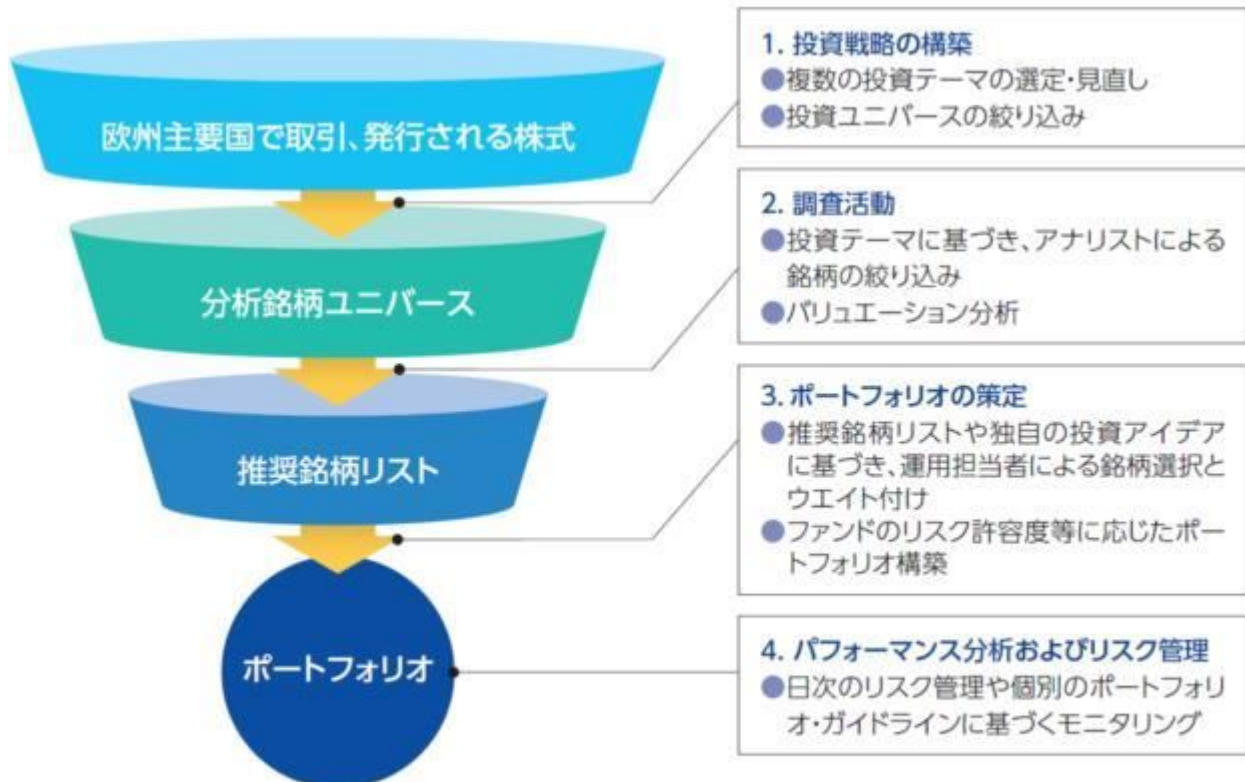 欧州主要国で取引、発行される株式
分析銘柄ユニバース
推奨銘柄リスト
ポートフォリオ
1. 投資戦略の構築
●複数の投資テーマの選定・見直し
●投資ユニバースの絞り込み
2. 調査活動
●投資テーマに基づき、アナリストによる
銘柄の絞り込み
●バリュエーション分析
3. ポートフォリオの策定
●推奨銘柄リストや独自の投資アイデア
に基づき、運用担当者による銘柄選択と
ウエイト付け
●ファンドのリスク許容度等に応じたポー
トフォリオ構築
4. パフォーマンス分析およびリスク管理
●日次のリスク管理や個別のポートフォリ
オ・ガイドラインに基づくモニタリング